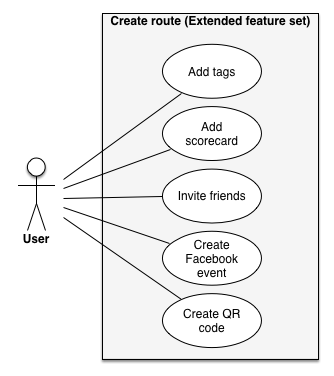 Create route (Extended feature set)
Add tags
Add
scorecard
Invite friends
Create
Facebook
event
Create QR
code
User